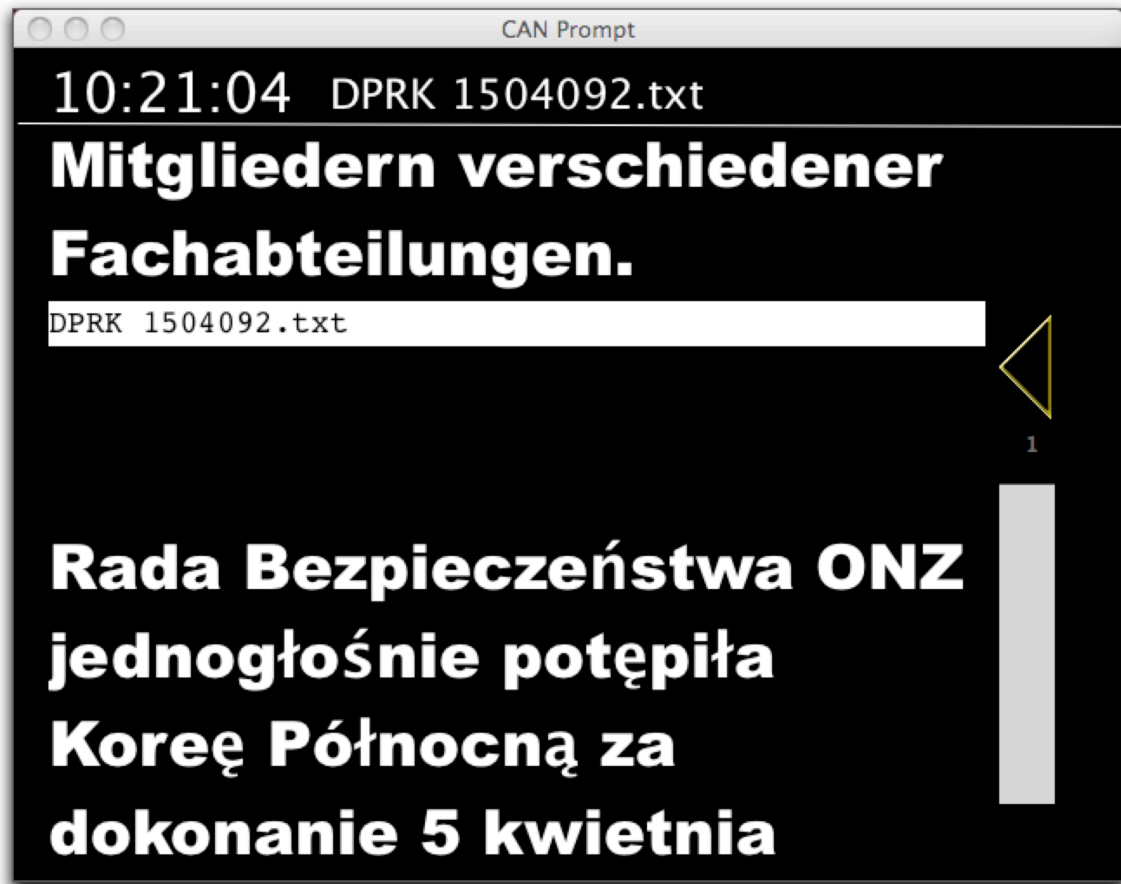 CAN Prompt
10:21:04 DPRK 1504092.txt
Mitgliedern verschiedener
Fachabteilungen.
DPRK 1504092.txt
1
Rada Bezpieczeństwa ONZ
jednogłośnie potępiła
Koreę Północną za
dokonanie 5 kwietnia